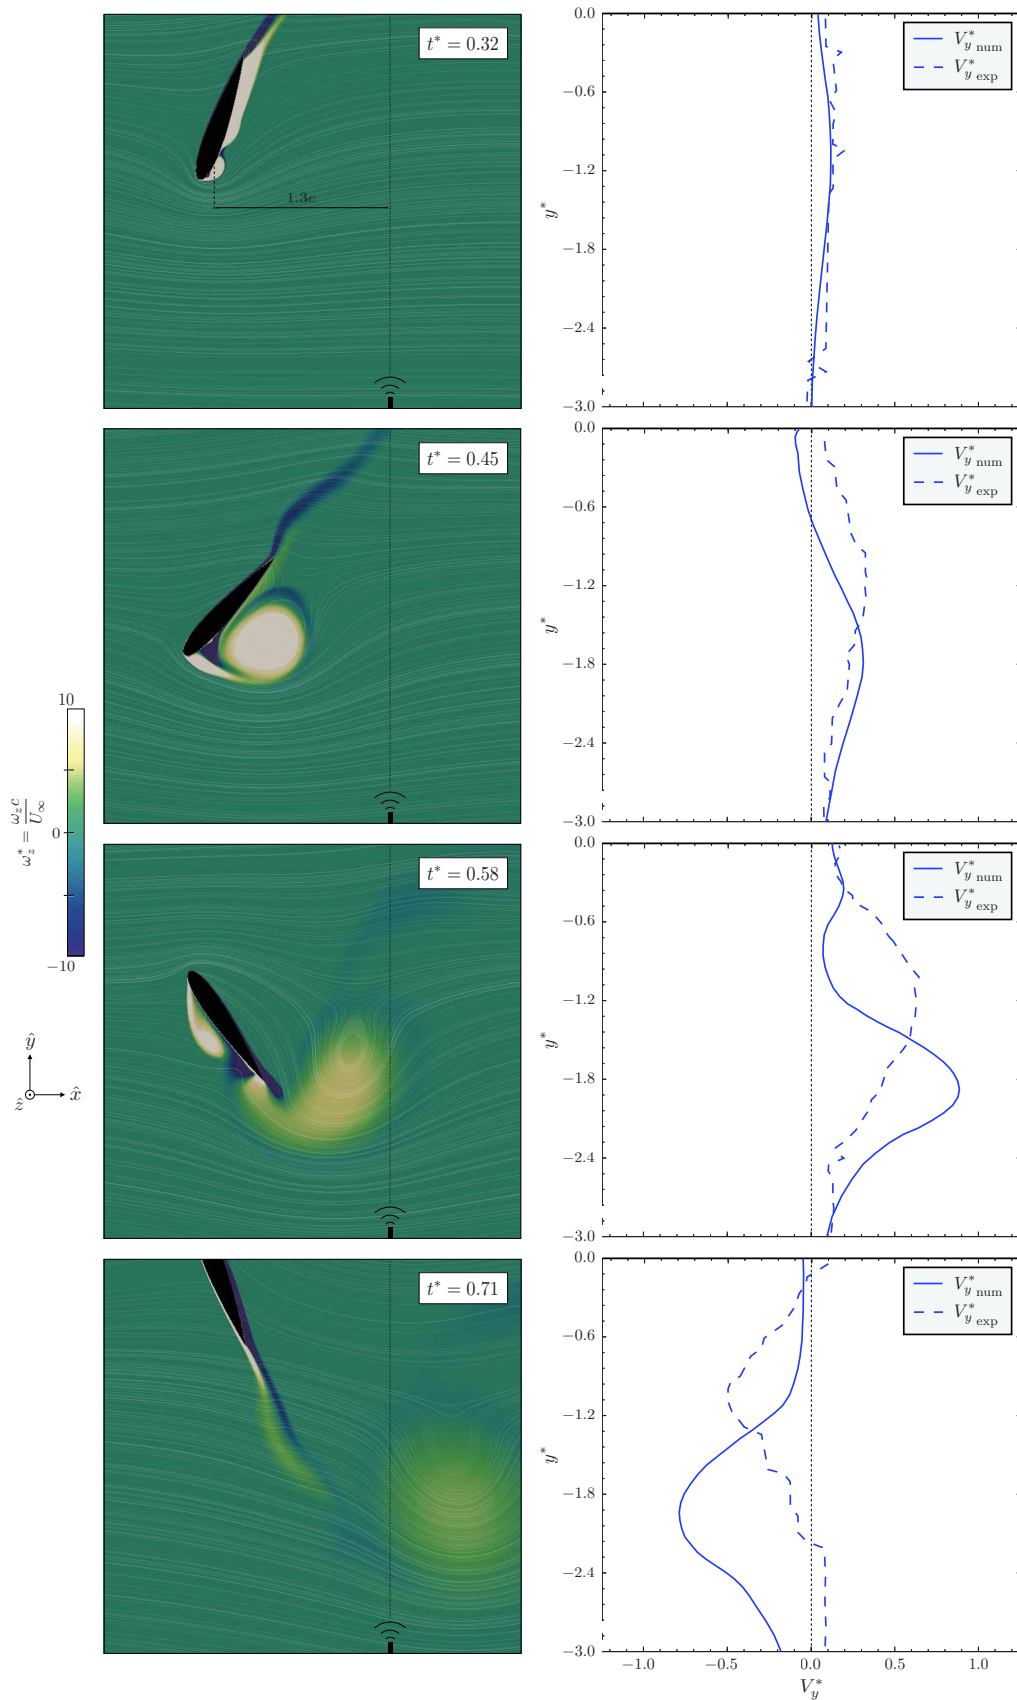 t* = 0.32
1.3c
V*y num
V*y exp
0.0
−0.6
−1.2
−1.8
−2.4
−3.0
y*
t* = 0.45
V*y num
V*y exp
0.0
−0.6
−1.2
−1.8
−2.4
−3.0
y*
10
0
−10
ω*z = ωz c / U∞
t* = 0.58
V*y num
V*y exp
0.0
−0.6
−1.2
−1.8
−2.4
−3.0
y*
ŷ
x̂
ẑ
t* = 0.71
V*y num
V*y exp
0.0
−0.6
−1.2
−1.8
−2.4
−3.0
y*
−1.0 −0.5 0.0 0.5 1.0
V*y